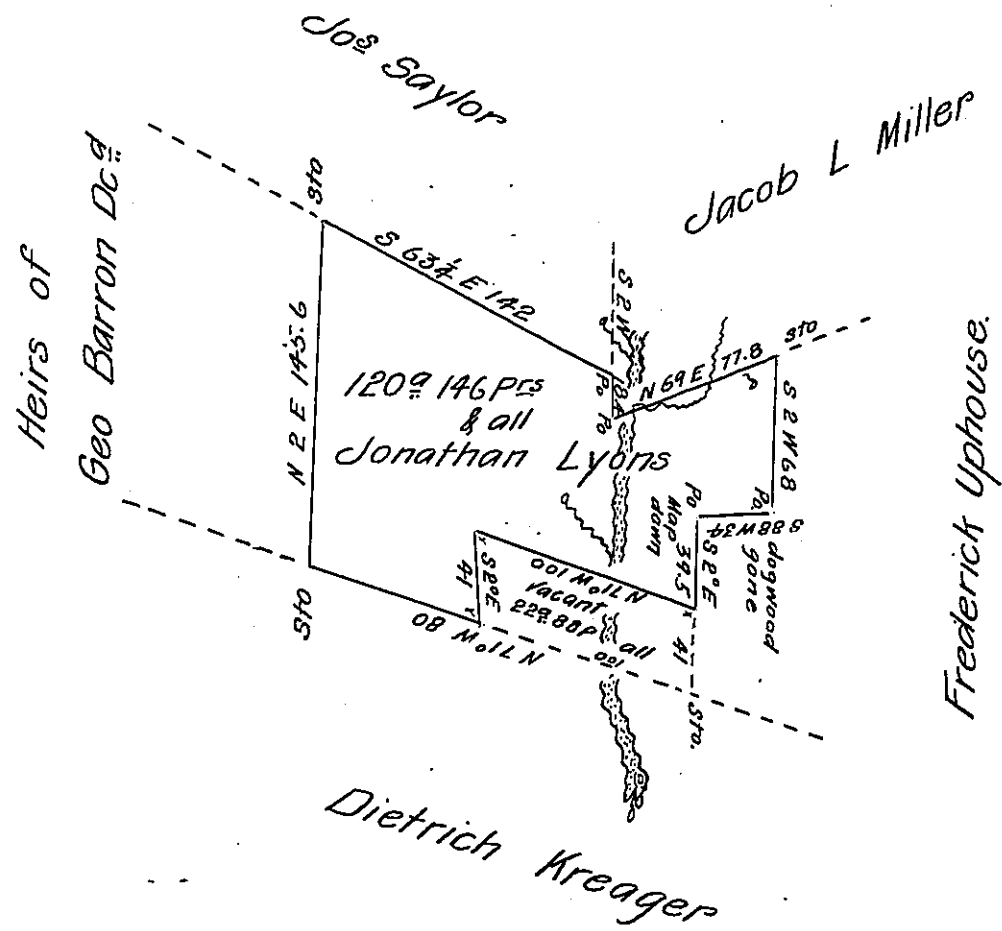 Jos Saylor
Jacob L Miller
Heirs of
Geo Barron Dcd
Frederick Uphouse.
Dietrich Kreager
Sto
S 63¼ E 142
S 2 W
18.4
Po
Po
N 69 E 77.8
Sto
S 2 W 68
Po.
S 88 W 34
dogwood
gone
Po
Map
down
S 2° E
39.5
N 2 E 145.6
120a 146 Prs
& all
Jonathan Lyons
S 2° E
41
N 71° W 100
Vacant
22a 88P all
100
41
Sto.
N 71° W 80
Sto